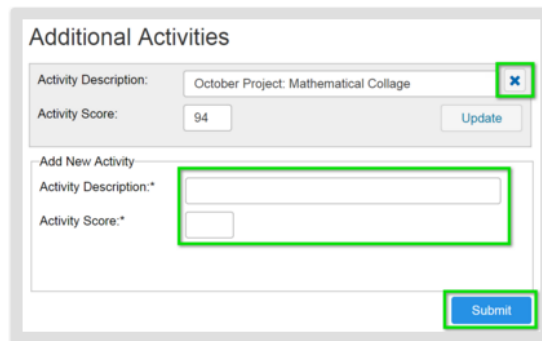 Additional Activities
Activity Description: October Project: Mathematical Collage
Activity Score: 94 Update
Add New Activity
Activity Description:*
Activity Score:*
Submit